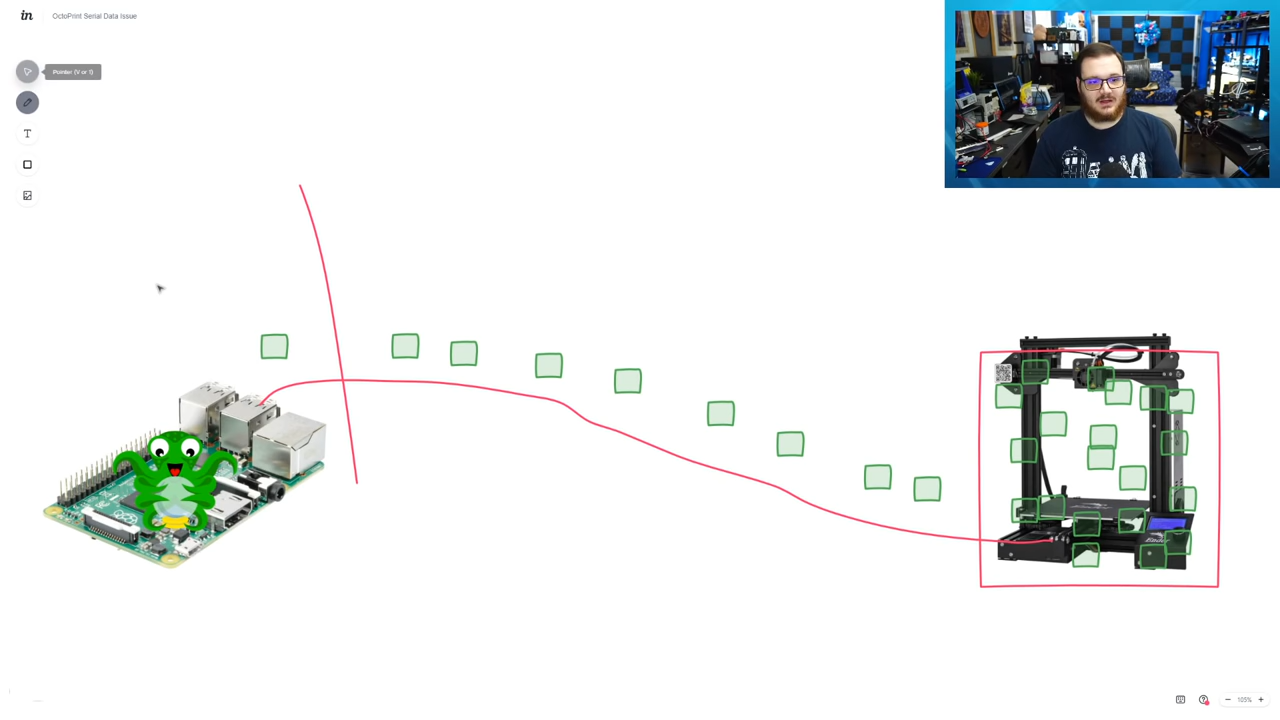 in
OctoPrint Serial Data Issue
Pointer (V or 1)
T
105%